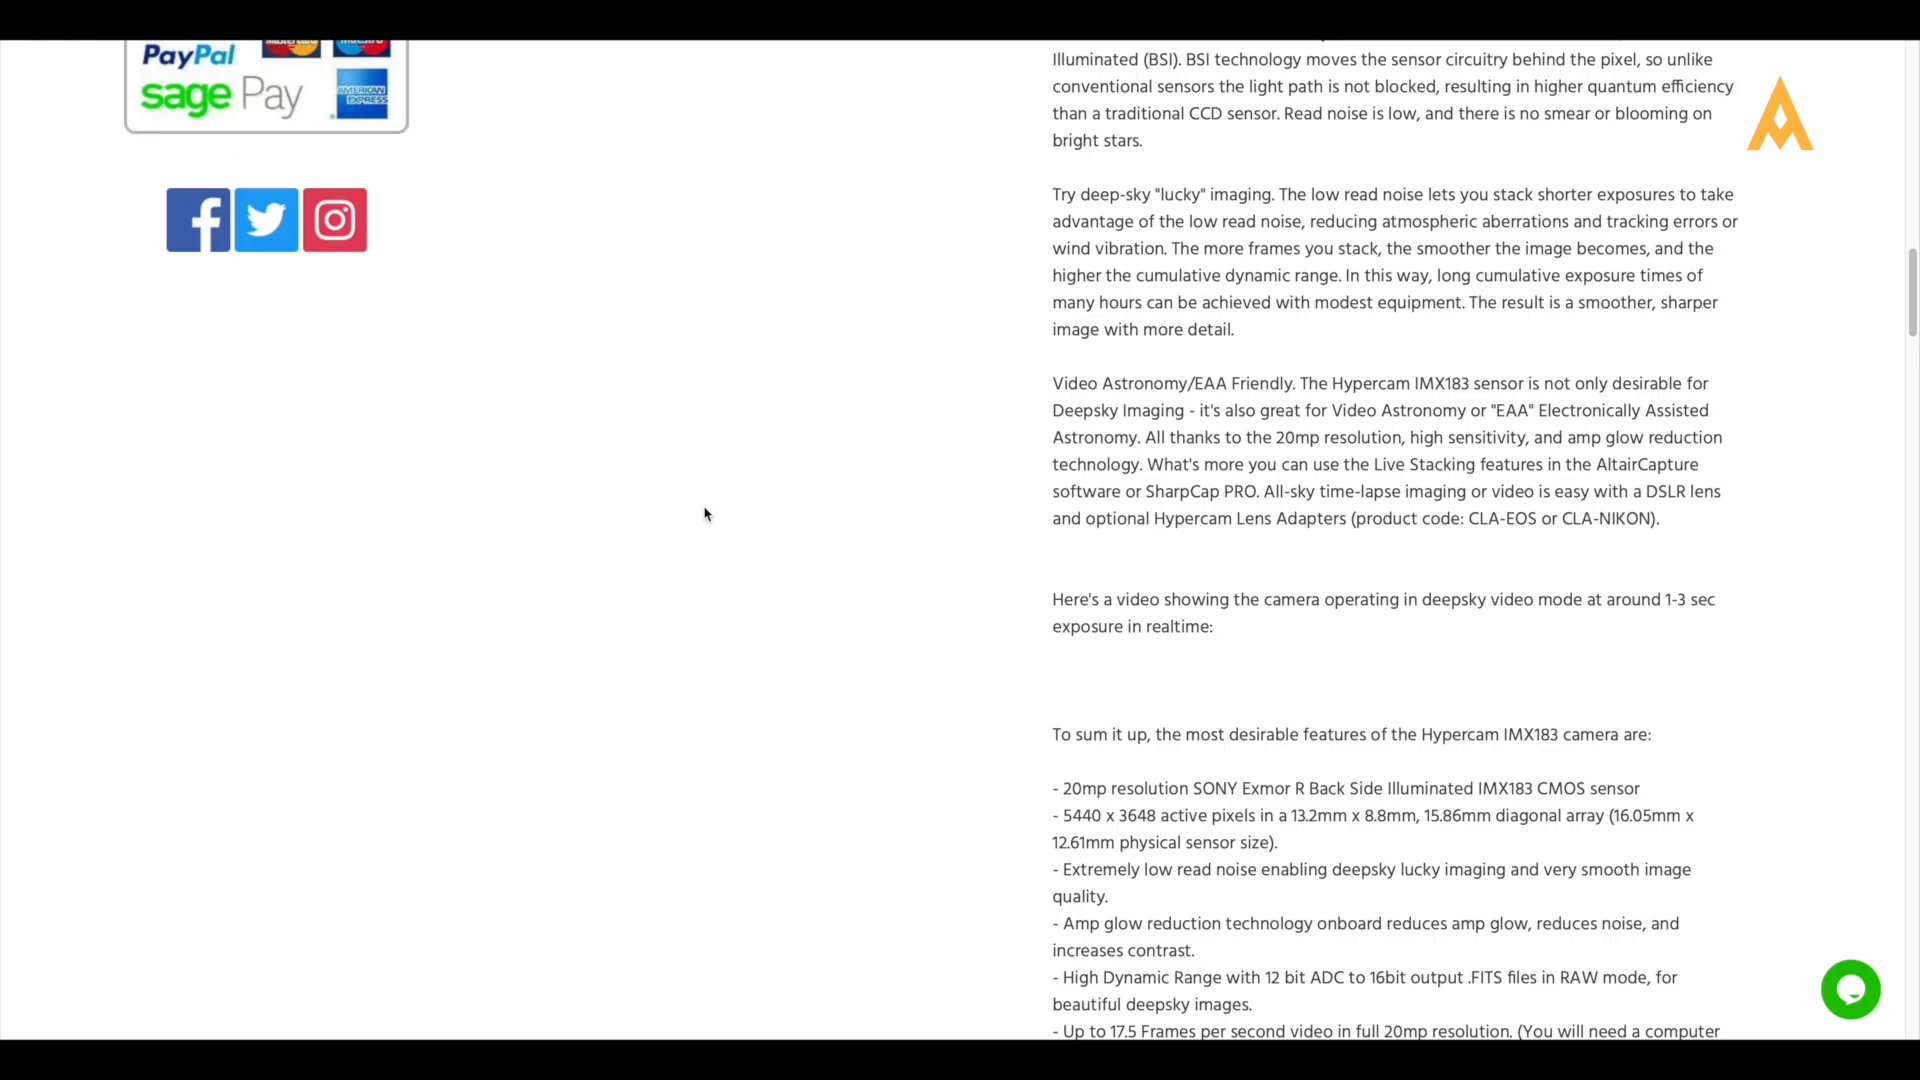 PayPal
sage Pay
AMERICAN
EXPRESS
Illuminated (BSI). BSI technology moves the sensor circuitry behind the pixel, so unlike
conventional sensors the light path is not blocked, resulting in higher quantum efficiency
than a traditional CCD sensor. Read noise is low, and there is no smear or blooming on
bright stars.
Try deep-sky "lucky" imaging. The low read noise lets you stack shorter exposures to take
advantage of the low read noise, reducing atmospheric aberrations and tracking errors or
wind vibration. The more frames you stack, the smoother the image becomes, and the
higher the cumulative dynamic range. In this way, long cumulative exposure times of
many hours can be achieved with modest equipment. The result is a smoother, sharper
image with more detail.
Video Astronomy/EAA Friendly. The Hypercam IMX183 sensor is not only desirable for
Deepsky Imaging - it's also great for Video Astronomy or "EAA" Electronically Assisted
Astronomy. All thanks to the 20mp resolution, high sensitivity, and amp glow reduction
technology. What's more you can use the Live Stacking features in the AltairCapture
software or SharpCap PRO. All-sky time-lapse imaging or video is easy with a DSLR lens
and optional Hypercam Lens Adapters (product code: CLA-EOS or CLA-NIKON).
Here's a video showing the camera operating in deepsky video mode at around 1-3 sec
exposure in realtime:
To sum it up, the most desirable features of the Hypercam IMX183 camera are:
- 20mp resolution SONY Exmor R Back Side Illuminated IMX183 CMOS sensor
- 5440 x 3648 active pixels in a 13.2mm x 8.8mm, 15.86mm diagonal array (16.05mm x
12.61mm physical sensor size).
- Extremely low read noise enabling deepsky lucky imaging and very smooth image
quality.
- Amp glow reduction technology onboard reduces amp glow, reduces noise, and
increases contrast.
- High Dynamic Range with 12 bit ADC to 16bit output .FITS files in RAW mode, for
beautiful deepsky images.
- Up to 17.5 Frames per second video in full 20mp resolution. (You will need a computer